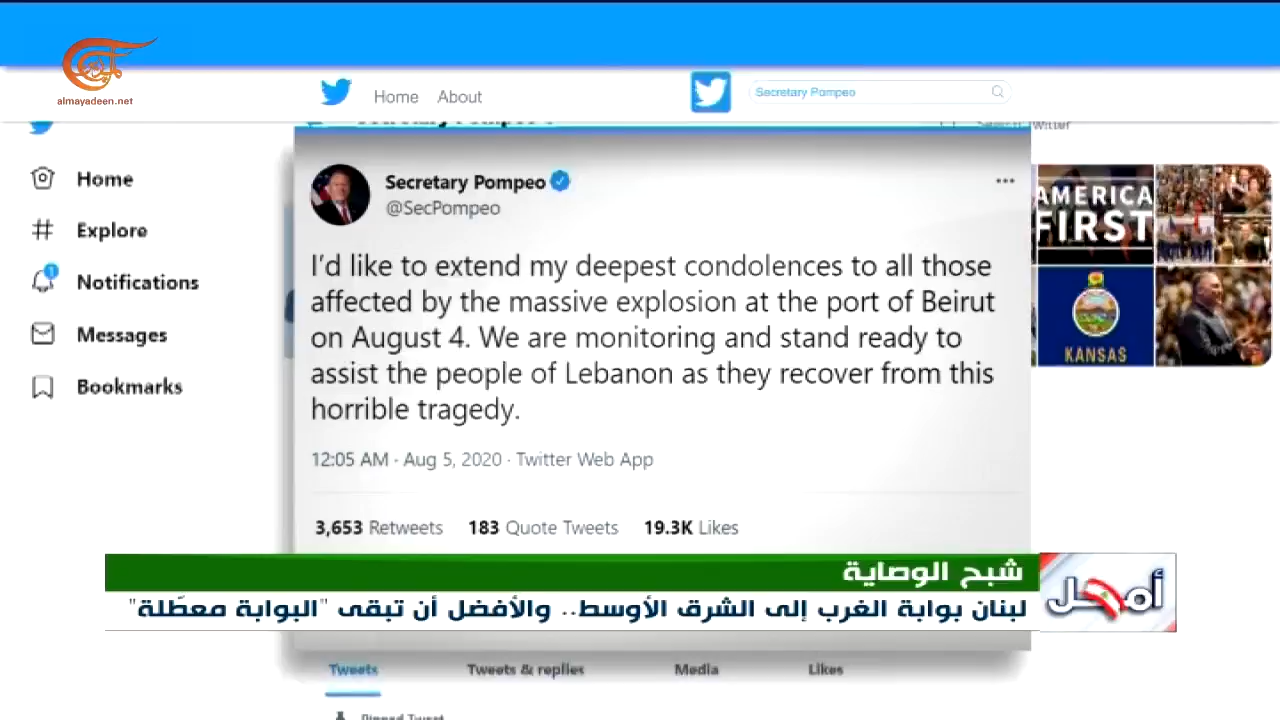 almayadeen.net
Home About
Secretary Pompeo
Home
Explore
1
Notifications
Messages
Bookmarks
Secretary Pompeo
@SecPompeo
I'd like to extend my deepest condolences to all those
affected by the massive explosion at the port of Beirut
on August 4. We are monitoring and stand ready to
assist the people of Lebanon as they recover from this
horrible tragedy.
12:05 AM · Aug 5, 2020 · Twitter Web App
3,653 Retweets 183 Quote Tweets 19.3K Likes
AMERICA
FIRST
KANSAS
شبح الوصاية
لبنان بوابة الغرب إلى الشرق الأوسط.. والأفضل أن تبقى "البوابة معطّلة"
Tweets Tweets & replies Media Likes
Pinned Tweet